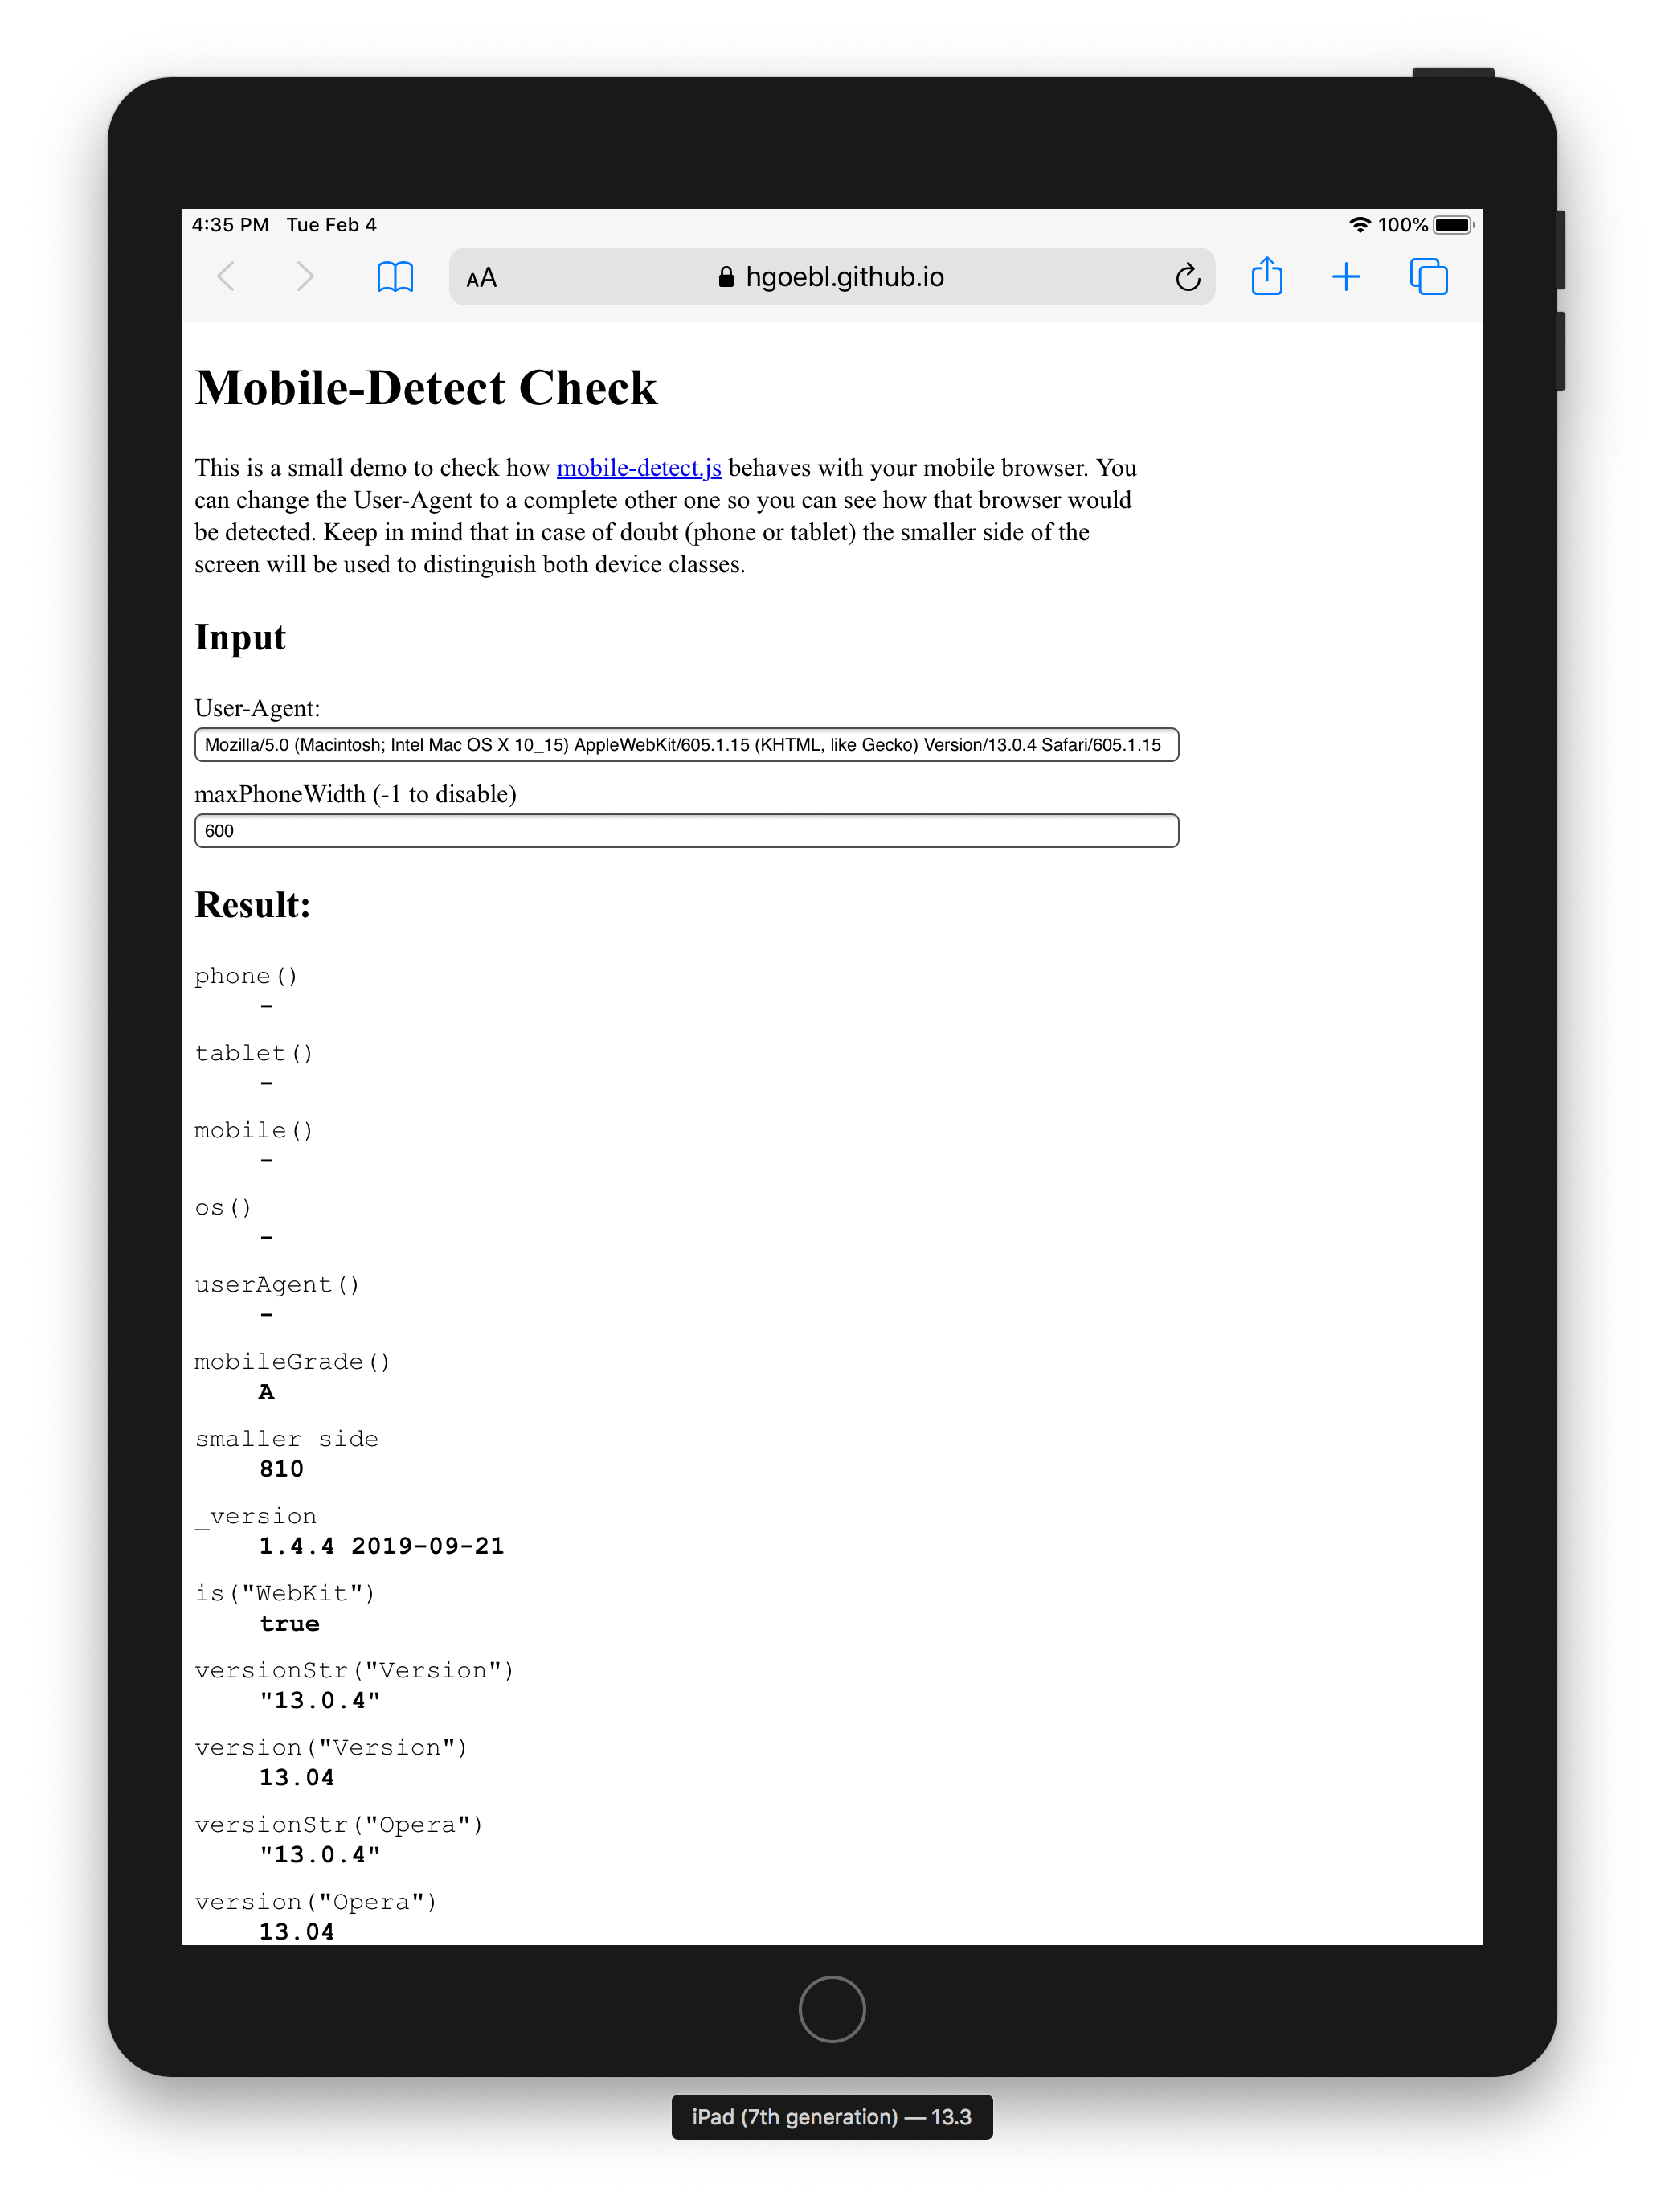 4:35 PM Tue Feb 4 100%
AA hgoebl.github.io
Mobile-Detect Check
This is a small demo to check how mobile-detect.js behaves with your mobile browser. You
can change the User-Agent to a complete other one so you can see how that browser would
be detected. Keep in mind that in case of doubt (phone or tablet) the smaller side of the
screen will be used to distinguish both device classes.
Input
User-Agent:
Mozilla/5.0 (Macintosh; Intel Mac OS X 10_15) AppleWebKit/605.1.15 (KHTML, like Gecko) Version/13.0.4 Safari/605.1.15
maxPhoneWidth (-1 to disable)
600
Result:
phone()
-
tablet()
-
mobile()
-
os()
-
userAgent()
-
mobileGrade()
A
smaller side
810
_version
1.4.4 2019-09-21
is("WebKit")
true
versionStr("Version")
"13.0.4"
version("Version")
13.04
versionStr("Opera")
"13.0.4"
version("Opera")
13.04
iPad (7th generation) — 13.3